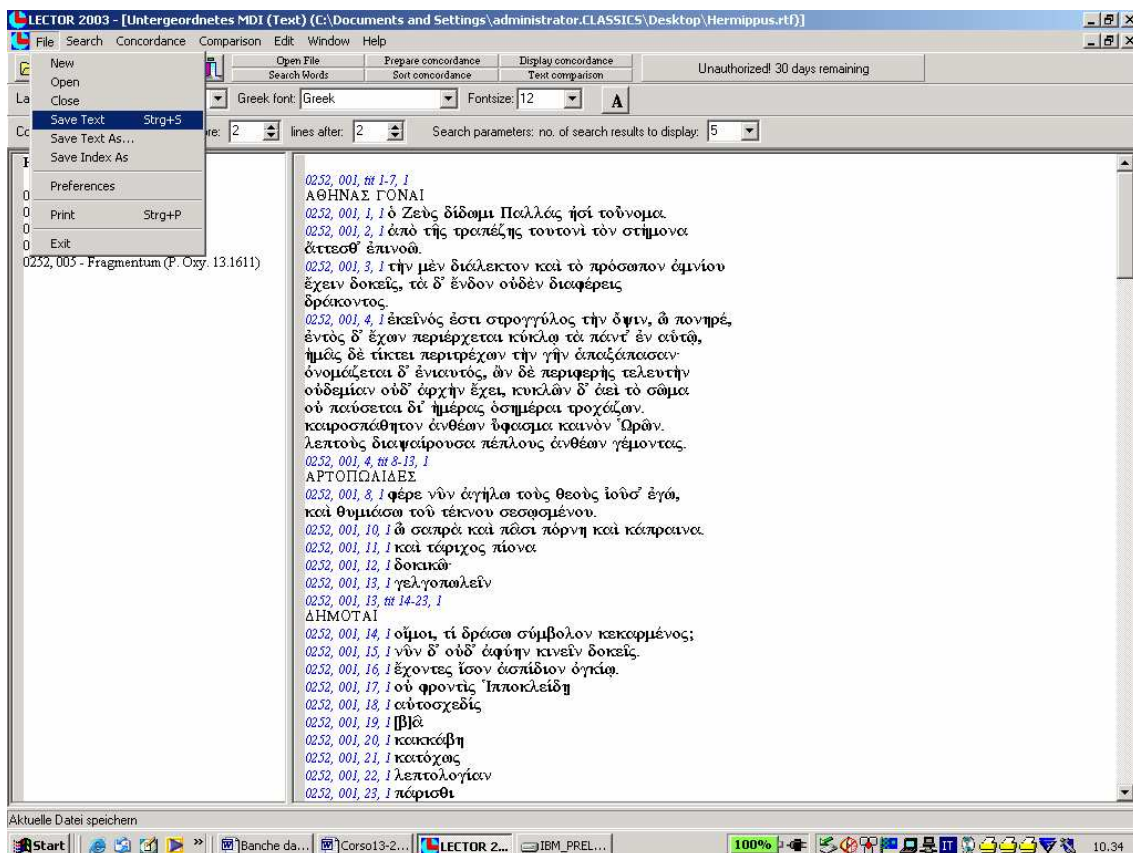 LECTOR 2003 - [Untergeordnetes MDI (Text) (C:\Documents and Settings\administrator.CLASSICS\Desktop\Hermippus.rtf)]
File Search Concordance Comparison Edit Window Help
New
Open
Close
Save Text Strg+S
Save Text As...
Save Index As
Preferences
Print Strg+P
Exit
Open File Prepare concordance Display concordance
Search Words Sort concordance Text comparison
Unauthorized! 30 days remaining
La Greek font: Greek Fontsize: 12 A
Co re: 2 lines after: 2 Search parameters: no. of search results to display: 5
0252, 005 - Fragmentum (P. Oxy. 13.1611)
0252, 001, tit 1-7, 1
ΑΘΗΝΑΣ ΓΟΝΑΙ
0252, 001, 1, 1 ὁ Ζεὺς δίδωμι Παλλάς ἠσί τοὔνομα.
0252, 001, 2, 1 ἀπὸ τῆς τραπέζης τουτονὶ τὸν στήμονα
ἄττεσθ’ ἐπινοῶ.
0252, 001, 3, 1 τὴν μὲν διάλεκτον καὶ τὸ πρόσωπον ἀμνίου
ἔχειν δοκεῖς, τὰ δ’ ἔνδον οὐδὲν διαφέρεις
δράκοντος.
0252, 001, 4, 1 ἐκεῖνός ἐστι στρογγύλος τὴν ὄψιν, ὦ πονηρέ,
ἐντὸς δ’ ἔχων περιέρχεται κύκλῳ τὰ πάντ’ ἐν αὑτῷ,
ἡμᾶς δὲ τίκτει περιτρέχων τὴν γῆν ἁπαξάπασαν·
ὀνομάζεται δ’ ἐνιαυτός, ὢν δὲ περιφερὴς τελευτὴν
οὐδεμίαν οὐδ’ ἀρχὴν ἔχει, κυκλῶν δ’ ἀεὶ τὸ σῶμα
οὐ παύσεται δι’ ἡμέρας ὁσημέραι τροχάζων.
καιροσπάθητον ἀνθέων ὕφασμα καινὸν Ὡρῶν.
λεπτοὺς διαψαίρουσα πέπλους ἀνθέων γέμοντας.
0252, 001, 4, tit 8-13, 1
ΑΡΤΟΠΩΛΙΔΕΣ
0252, 001, 8, 1 φέρε νῦν ἀγήλω τοὺς θεοὺς ἰοῦσ’ ἐγώ,
καὶ θυμιάσω τοῦ τέκνου σεσῳσμένου.
0252, 001, 10, 1 ὦ σαπρὰ καὶ πᾶσι πόρνη καὶ κάπραινα.
0252, 001, 11, 1 καὶ τάριχος πίονα
0252, 001, 12, 1 δοκικῶ·
0252, 001, 13, 1 γελγοπωλεῖν
0252, 001, 13, tit 14-23, 1
ΔΗΜΟΤΑΙ
0252, 001, 14, 1 οἴμοι, τί δράσω σύμβολον κεκαρμένος;
0252, 001, 15, 1 νῦν δ’ οὐδ’ ἀφύην κινεῖν δοκεῖς.
0252, 001, 16, 1 ἔχοντες ἴσον ἀσπίδιον ὀγκίῳ.
0252, 001, 17, 1 οὐ φροντὶς Ἱπποκλείδῃ
0252, 001, 18, 1 αὐτοσχεδίς
0252, 001, 19, 1 [β]ᾶ
0252, 001, 20, 1 κακκάβη
0252, 001, 21, 1 κατόχως
0252, 001, 22, 1 λεπτολογίαν
0252, 001, 23, 1 πάρισθι
Aktuelle Datei speichern
Start Banche da... Corso13-2... LECTOR 2... IBM_PREL... 100% IT 10.34